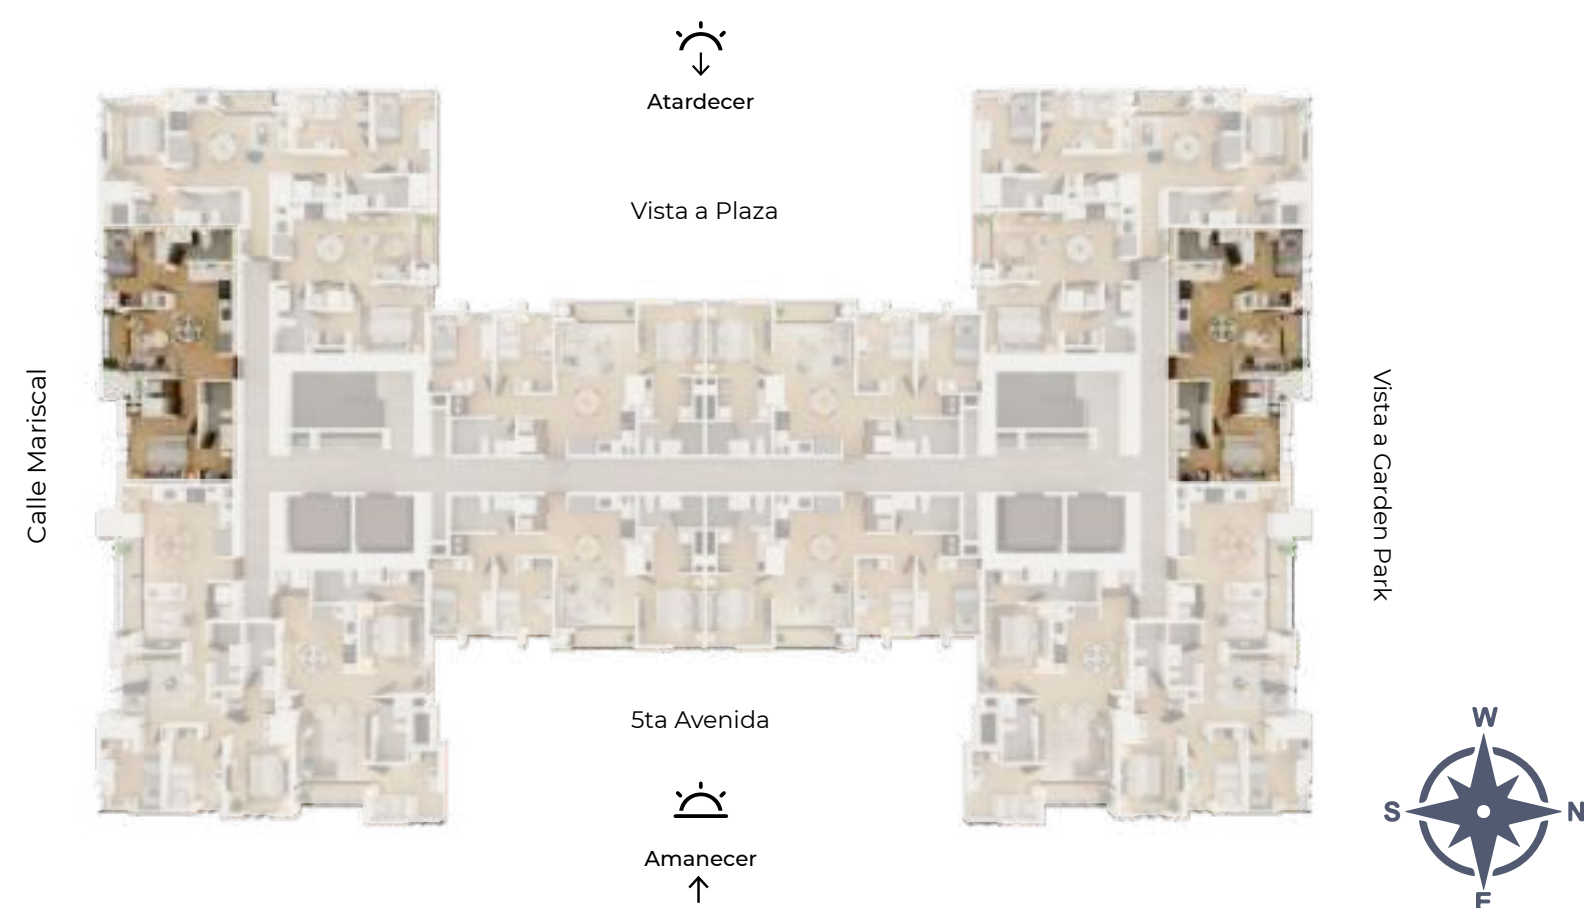 Atardecer
Vista a Plaza
Calle Mariscal
Vista a Garden Park
5ta Avenida
Amanecer
W
S
N
E